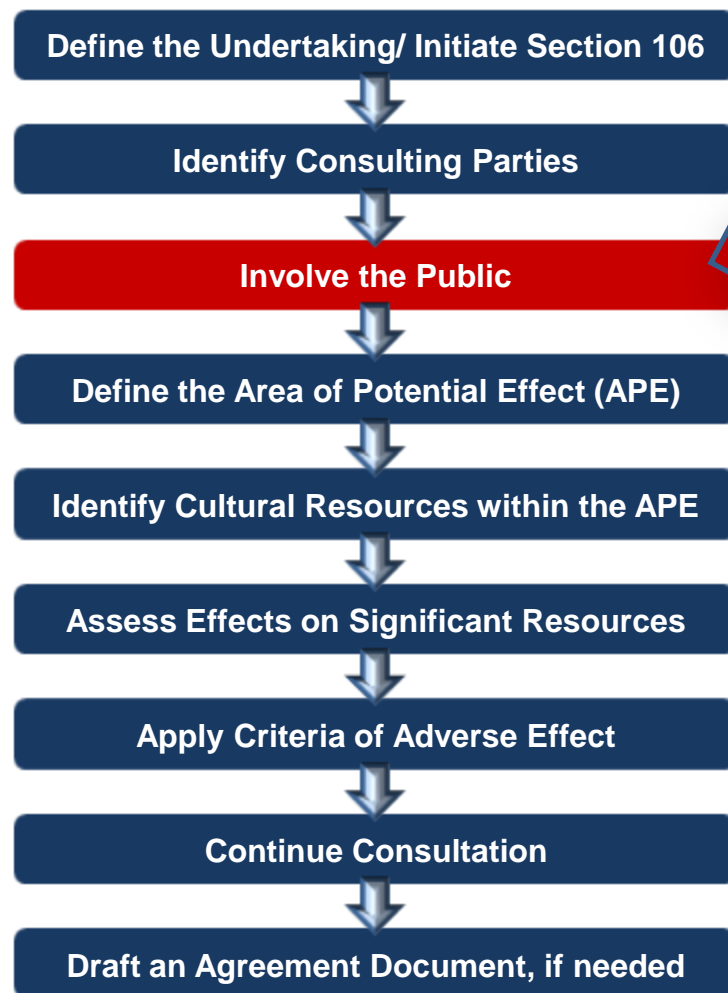 Define the Undertaking/ Initiate Section 106
Identify Consulting Parties
Involve the Public
Define the Area of Potential Effect (APE)
Identify Cultural Resources within the APE
Assess Effects on Significant Resources
Apply Criteria of Adverse Effect
Continue Consultation
Draft an Agreement Document, if needed